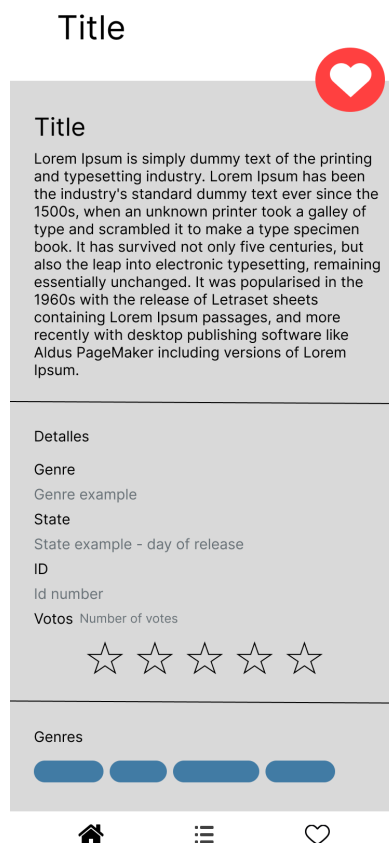 Title
Title
Lorem Ipsum is simply dummy text of the printing
and typesetting industry. Lorem Ipsum has been
the industry's standard dummy text ever since the
1500s, when an unknown printer took a galley of
type and scrambled it to make a type specimen
book. It has survived not only five centuries, but
also the leap into electronic typesetting, remaining
essentially unchanged. It was popularised in the
1960s with the release of Letraset sheets
containing Lorem Ipsum passages, and more
recently with desktop publishing software like
Aldus PageMaker including versions of Lorem
Ipsum.
Detalles
Genre
Genre example
State
State example - day of release
ID
Id number
Votos Number of votes
Genres